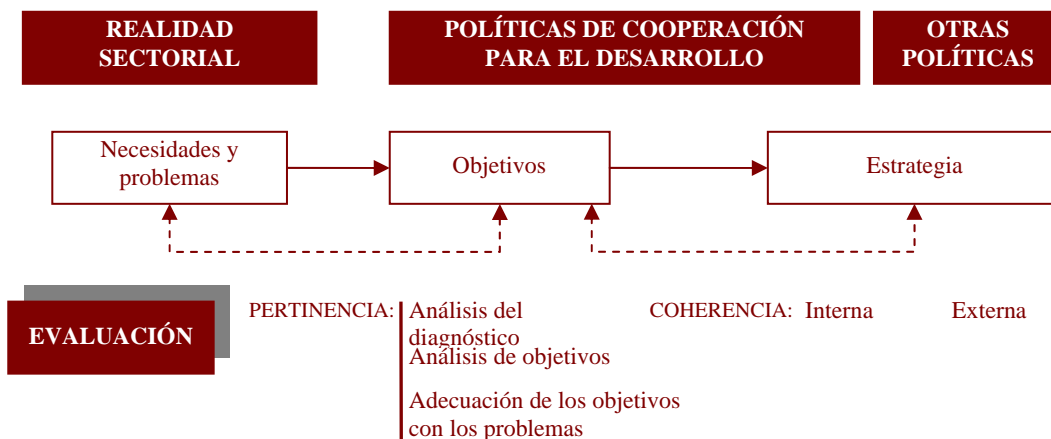 REALIDAD
SECTORIAL
POLÍTICAS DE COOPERACIÓN
PARA EL DESARROLLO
OTRAS
POLÍTICAS
Necesidades y
problemas
Objetivos
Estrategia
EVALUACIÓN
PERTINENCIA:
Análisis del
diagnóstico
Análisis de objetivos
Adecuación de los objetivos
con los problemas
COHERENCIA: Interna Externa